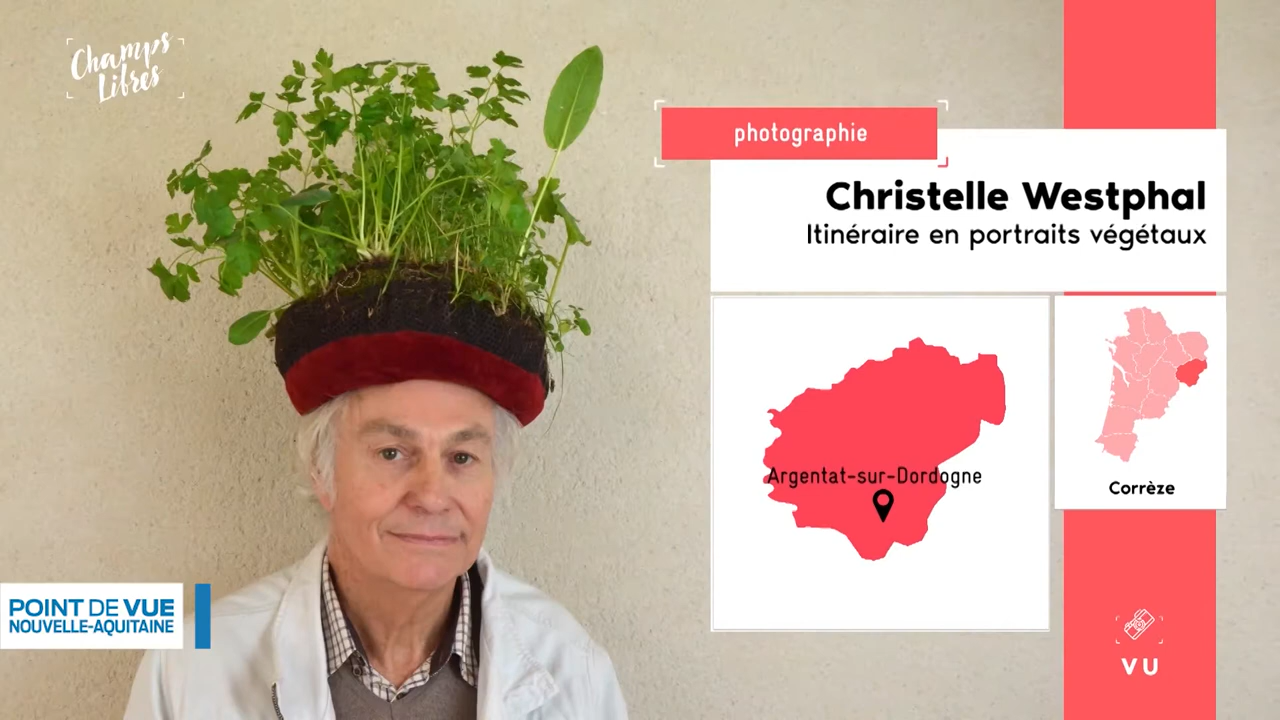 Champs
Libres
photographie
Christelle Westphal
Itinéraire en portraits végétaux
Argentat-sur-Dordogne
Corrèze
POINT DE VUE
NOUVELLE-AQUITAINE
VU